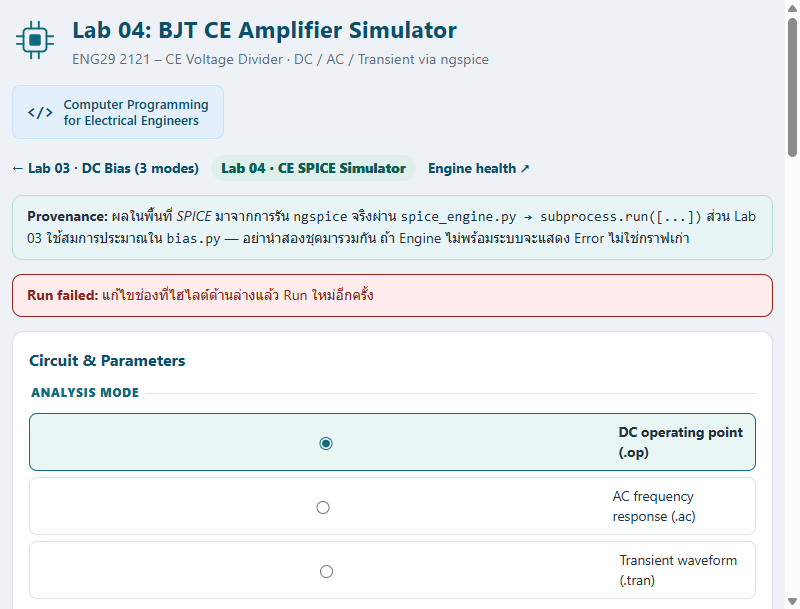 Lab 04: BJT CE Amplifier Simulator
ENG29 2121 – CE Voltage Divider · DC / AC / Transient via ngspice
</> Computer Programming
for Electrical Engineers
← Lab 03 · DC Bias (3 modes) Lab 04 · CE SPICE Simulator Engine health ↗
Provenance: ผลในพื้นที่ SPICE มาจากการรัน ngspice จริงผ่าน spice_engine.py → subprocess.run([...]) ส่วน Lab
03 ใช้สมการประมาณใน bias.py — อย่านำสองชุดมารวมกัน ถ้า Engine ไม่พร้อมระบบจะแสดง Error ไม่ใช่กราฟเก่า
Run failed: แก้ไขช่องที่ไฮไลต์ด้านล่างแล้ว Run ใหม่อีกครั้ง
Circuit & Parameters
ANALYSIS MODE
DC operating point
(.op)
AC frequency
response (.ac)
Transient waveform
(.tran)